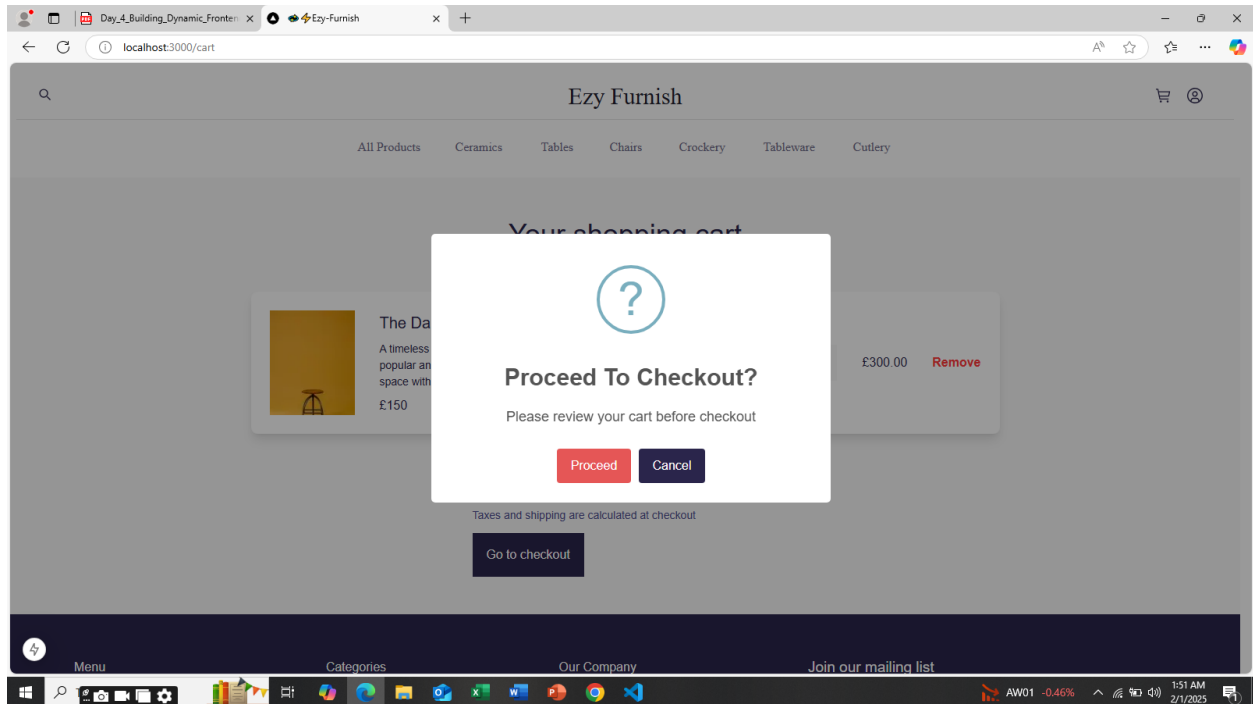 Day_4_Building_Dynamic_Fronten
Ezy-Furnish
localhost:3000/cart
Ezy Furnish
All Products Ceramics Tables Chairs Crockery Tableware Cutlery
Your shopping cart
The Da
A timeless
popular an
space with
£150
£300.00 Remove
?
Proceed To Checkout?
Please review your cart before checkout
Proceed Cancel
Taxes and shipping are calculated at checkout
Go to checkout
Menu Categories Our Company Join our mailing list
AW01 -0.46%
1:51 AM
2/1/2025